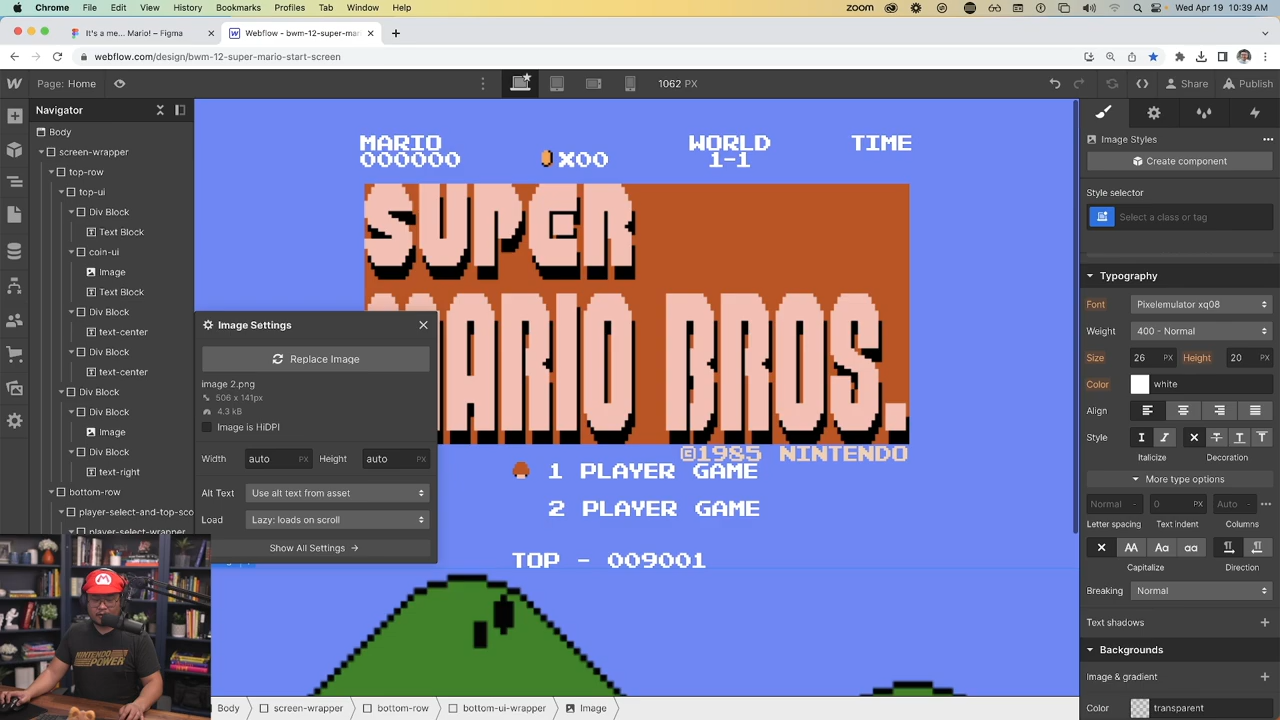 Chrome File Edit View History Bookmarks Profiles Tab Window Help zoom Wed Apr 19 10:39 AM
It's a me... Mario! – Figma
Webflow - bwm-12-super-mar
webflow.com/design/bwm-12-super-mario-start-screen
Page: Home
1062 PX
Share
Publish
Navigator
Body
screen-wrapper
top-row
top-ui
Div Block
Text Block
coin-ui
Image
Text Block
Div Block
text-center
Div Block
text-center
Div Block
Div Block
Image
Div Block
text-right
bottom-row
player_select-and-top-sco
player_select-wrapper
MARIO
000000
X00
WORLD
1-1
TIME
SUPER
MARIO BROS.
©1985 NINTENDO
1 PLAYER GAME
2 PLAYER GAME
TOP - 009001
Image Settings
Replace Image
image 2.png
506 x 141px
4.3 kB
Image is HiDPI
Width auto PX Height auto PX
Alt Text Use alt text from asset
Load Lazy: loads on scroll
Show All Settings
NINTENDO
POWER
Body screen-wrapper bottom-row bottom-ui-wrapper Image
Image Styles
Create component
Style selector
Select a class or tag
Typography
Font Pixelemulator xq08
Weight 400 - Normal
Size 26 PX Height 20 PX
Color white
Align
Style
Italicize Decoration
More type options
Normal 0 PX Auto
Letter spacing Text indent Columns
AA Aa aa
Capitalize Direction
Breaking Normal
Text shadows
Backgrounds
Image & gradient
Color transparent